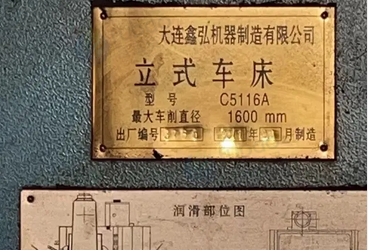 大连鑫弘机器制造有限公司
立式车床
型号 C5116A
最大车削直径 1600 mm
出厂编号 年 月制造
润滑部位图